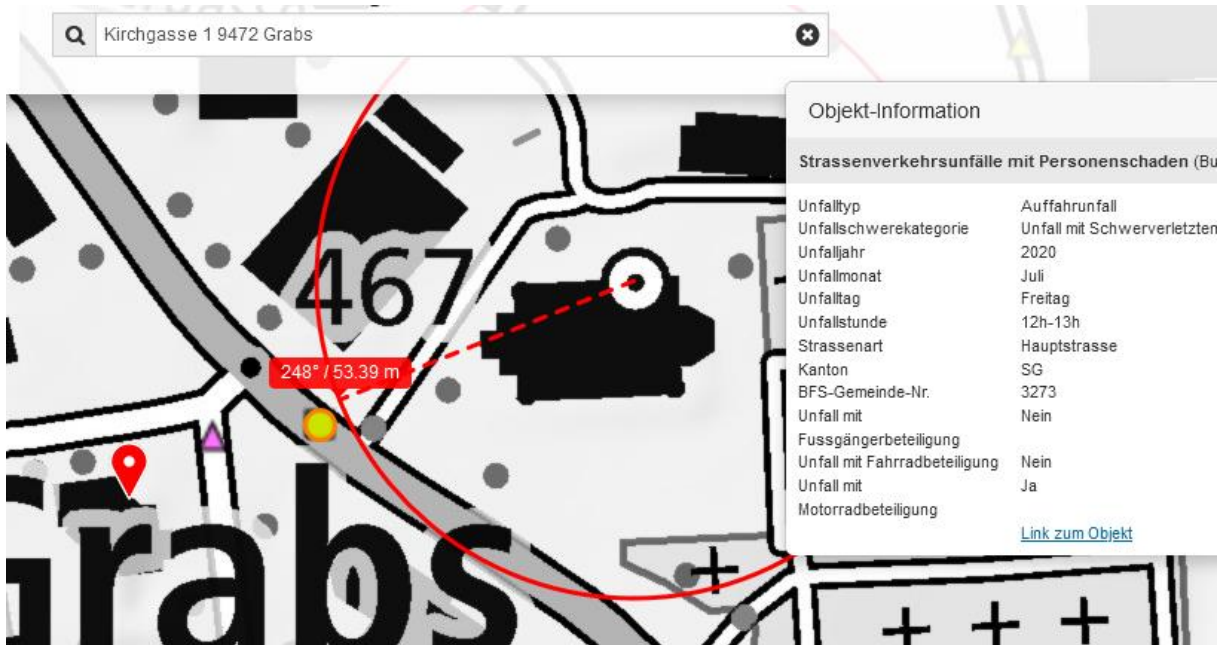 Kirchgasse 1 9472 Grabs
Objekt-Information
Strassenverkehrsunfälle mit Personenschaden (Bu
Unfalltyp Auffahrunfall
Unfallschwerekategorie Unfall mit Schwerverletzten
Unfalljahr 2020
Unfallmonat Juli
Unfalltag Freitag
Unfallstunde 12h-13h
Strassenart Hauptstrasse
Kanton SG
BFS-Gemeinde-Nr. 3273
Unfall mit Nein
Fussgängerbeteiligung
Unfall mit Fahrradbeteiligung Nein
Unfall mit Ja
Motorradbeteiligung
Link zum Objekt
467
248° / 53.39 m
Grabs